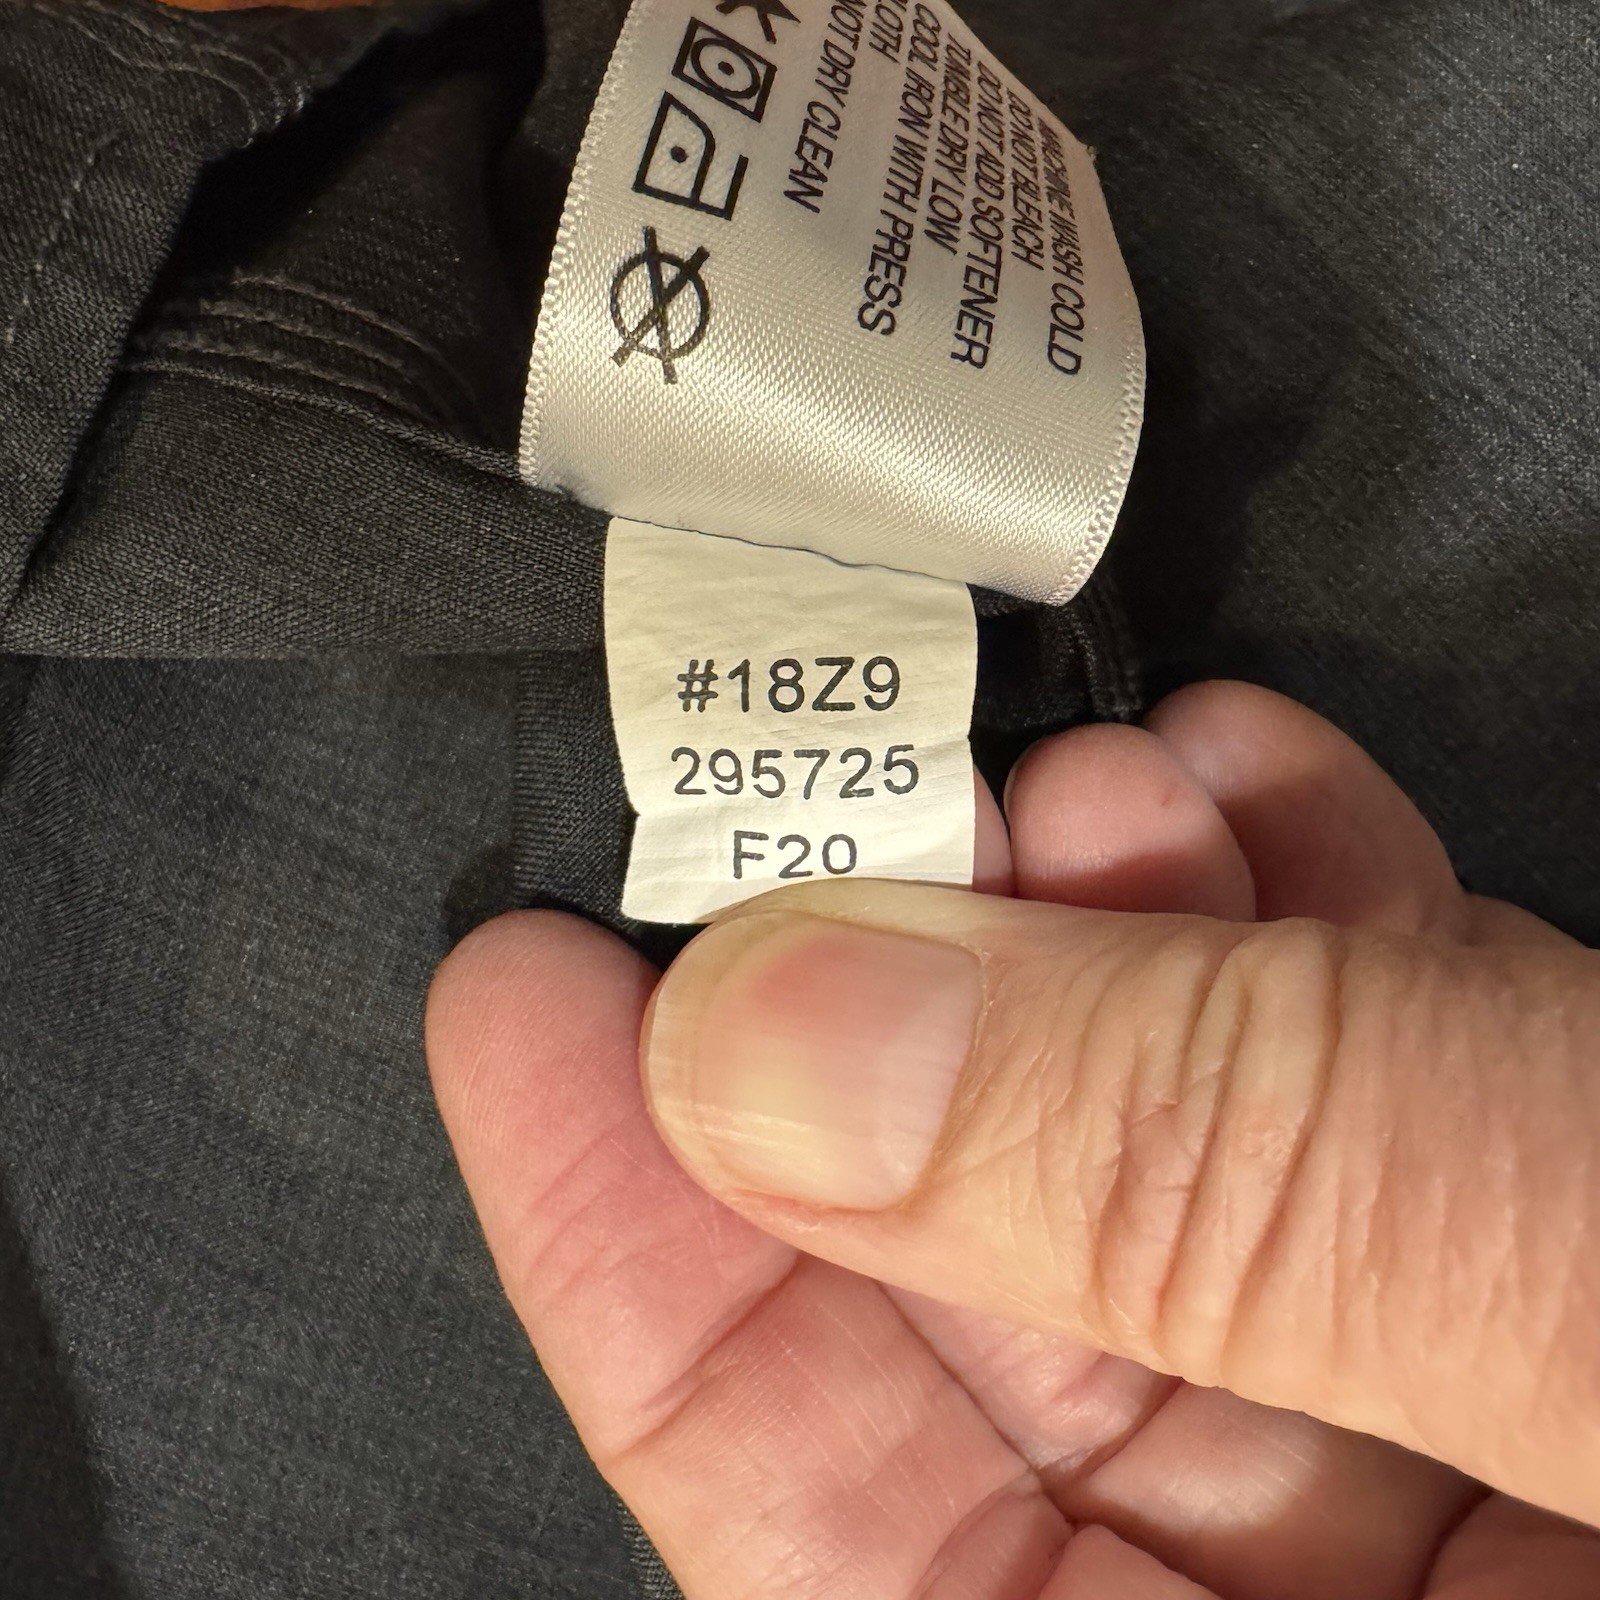 MACHINE WASH COLD
DO NOT BLEACH
DO NOT ADD SOFTENER
TUMBLE DRY LOW
COOL IRON WITH PRESS
CLOTH
NOT DRY CLEAN
#18Z9
295725
F20